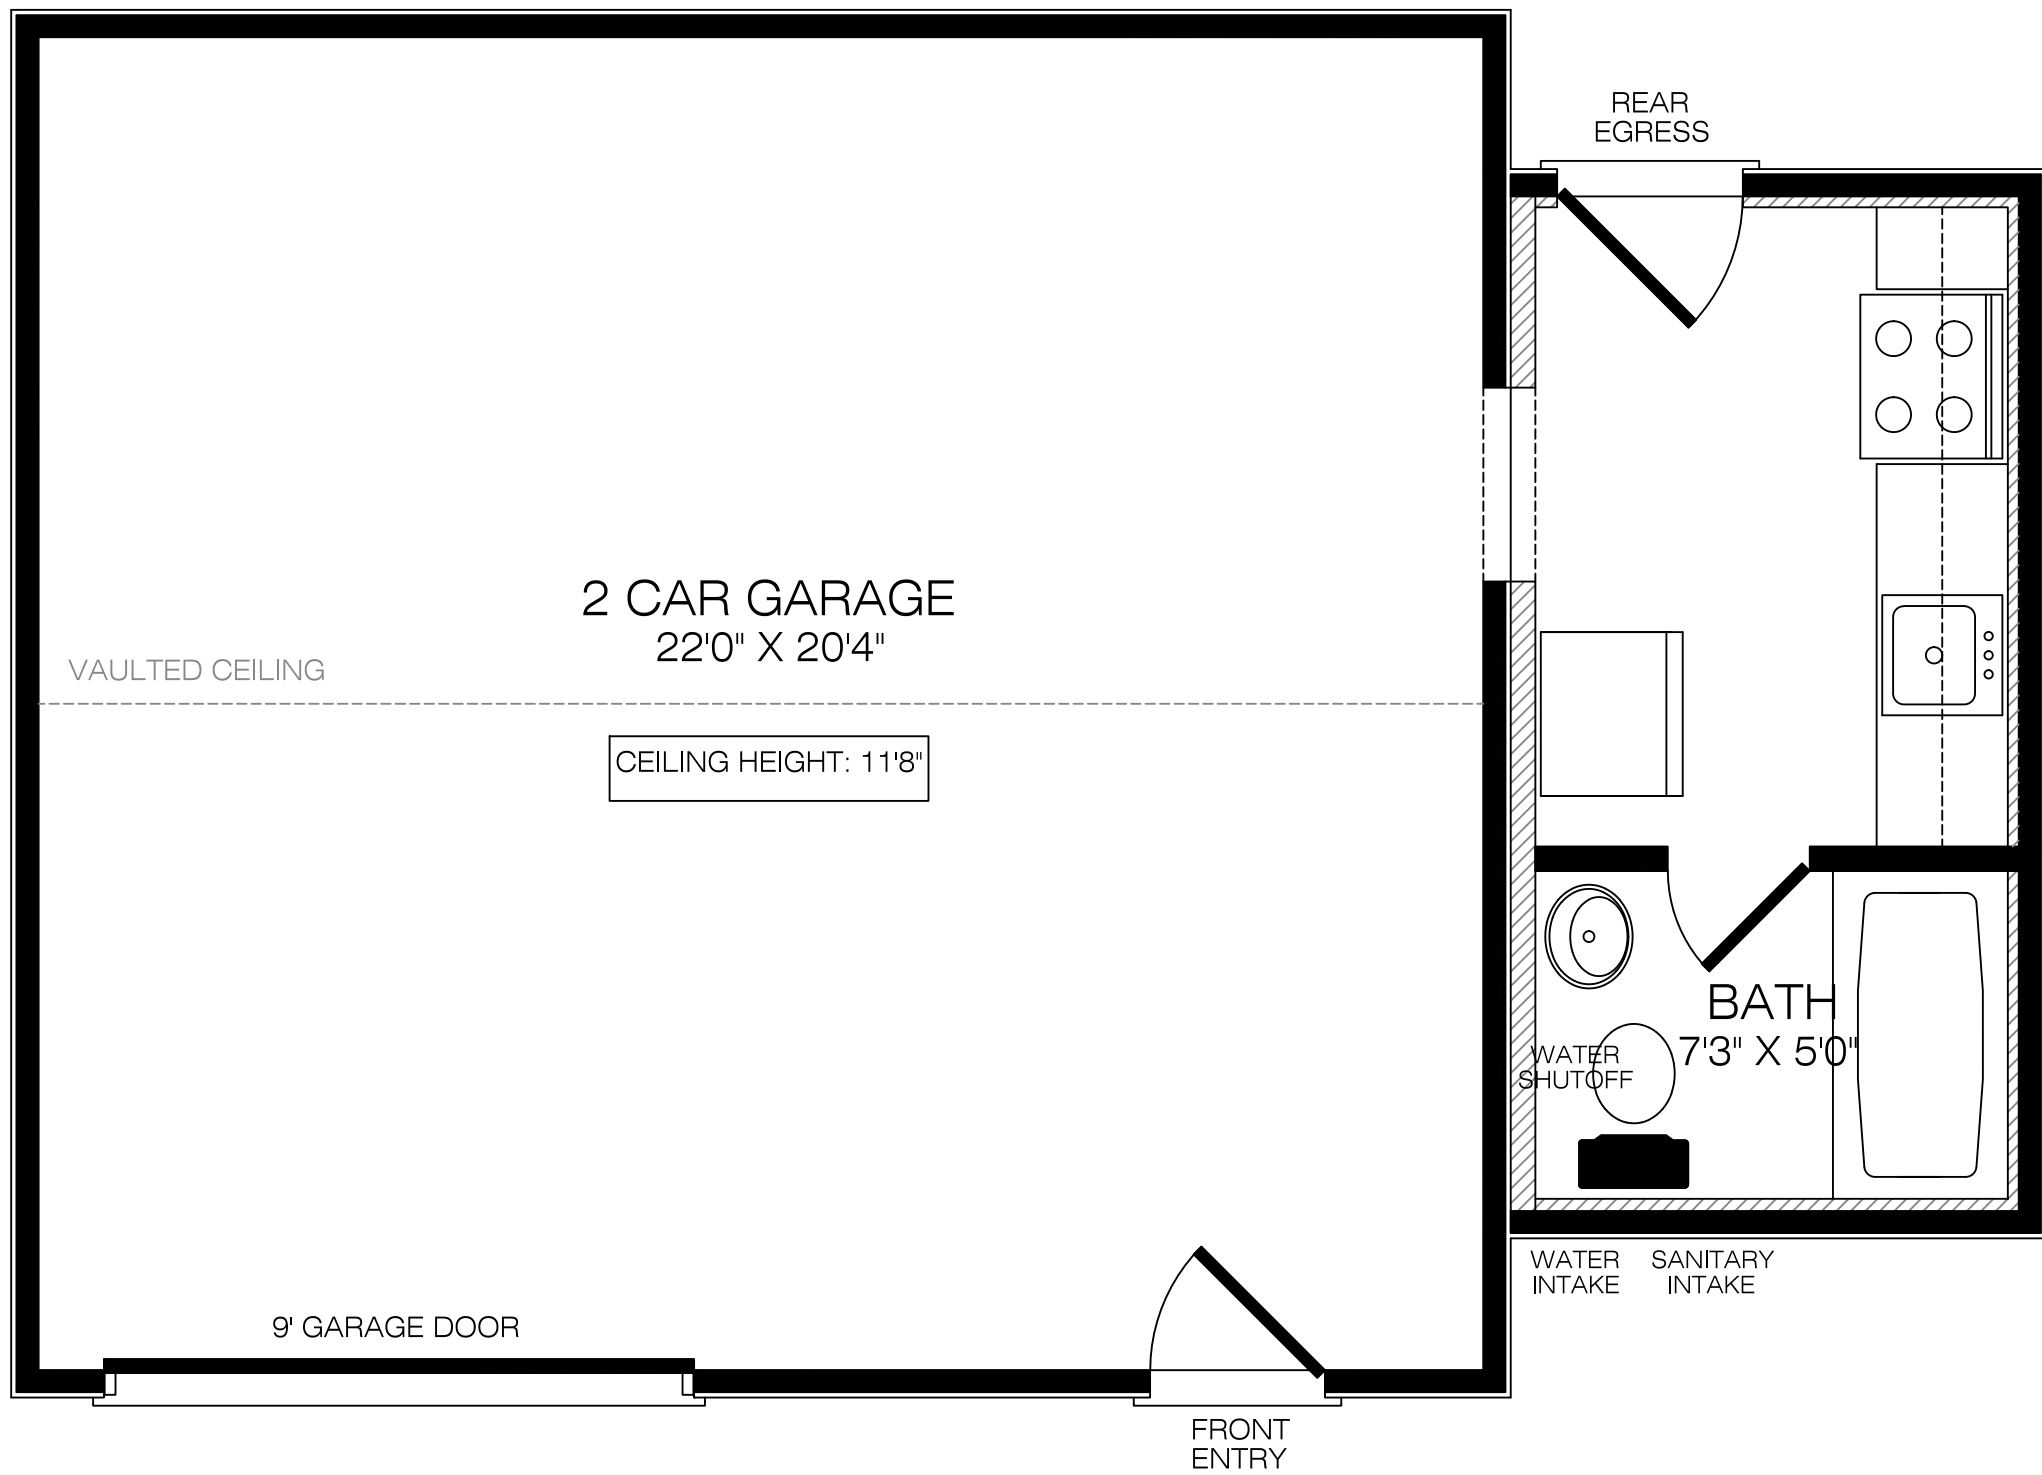 REAR
EGRESS
2 CAR GARAGE
22'0" X 20'4"
VAULTED CEILING
CEILING HEIGHT: 11'8"
BATH
7'3" X 5'0"
WATER
SHUTOFF
WATER
INTAKE
SANITARY
INTAKE
9' GARAGE DOOR
FRONT
ENTRY